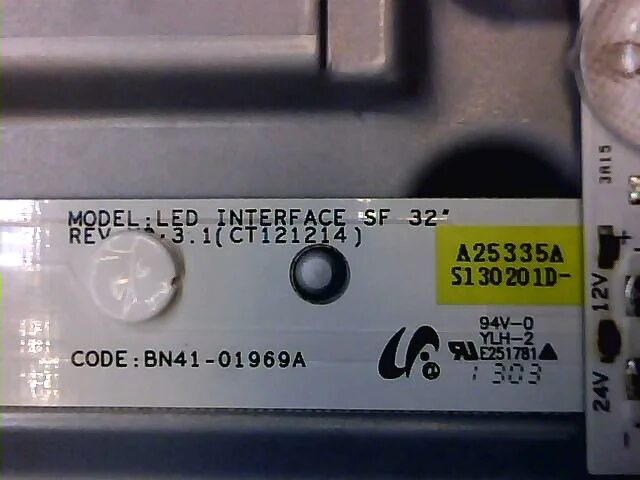 MODEL:LED INTERFACE SF 32"
3.1(CT121214)
CODE:BN41-01969A
A25335A
S130201D-
94V-0
YLH-2
E251781
1303
3A15
12V
24V